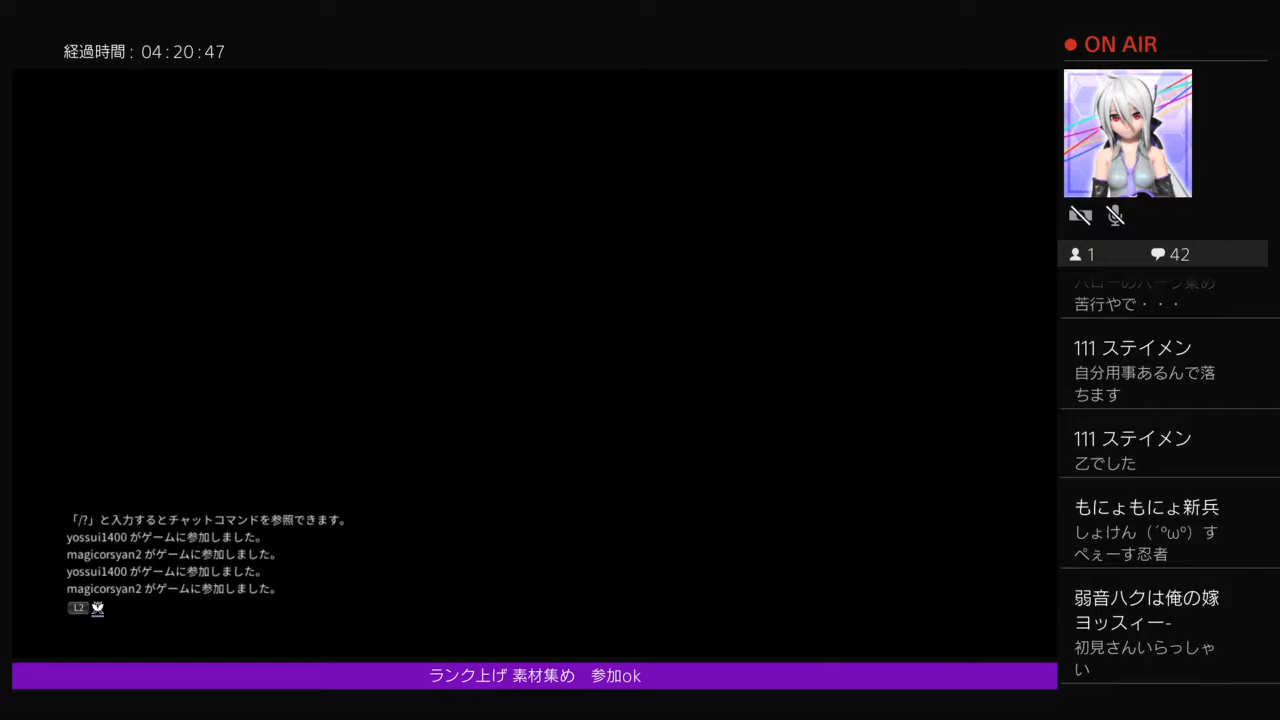 経過時間 : 04:20:47
ON AIR
1
42
苦行やで・・・
111 ステイメン
自分用事あるんで落
ちます
111 ステイメン
乙でした
もにょもにょ新兵
しょけん（´ºωº）す
ぺぇーす忍者
弱音ハクは俺の嫁
ヨッスィー-
初見さんいらっしゃ
い
「/?」と入力するとチャットコマンドを参照できます。
yossui1400 がゲームに参加しました。
magicorsyan2 がゲームに参加しました。
yossui1400 がゲームに参加しました。
magicorsyan2 がゲームに参加しました。
L2
ランク上げ 素材集め　参加ok